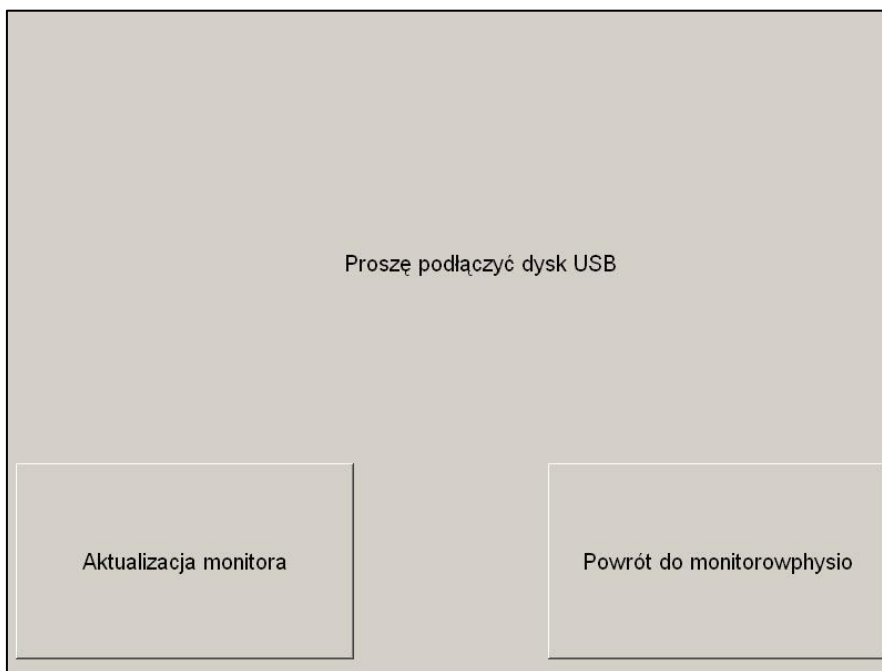 Proszę podłączyć dysk USB
Aktualizacja monitora
Powrót do monitorowphysio